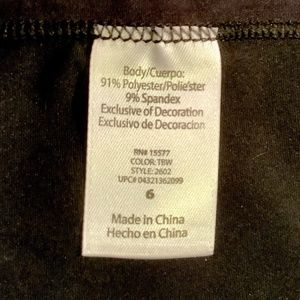 Body/Cuerpo:
91% Polyester/Poliéster
9% Spandex
Exclusive of Decoration
Exclusivo de Decoracion
RN# 15577
COLOR: TBW
STYLE: 2602
UPC# 04321362099
6
Made in China
Hecho en China